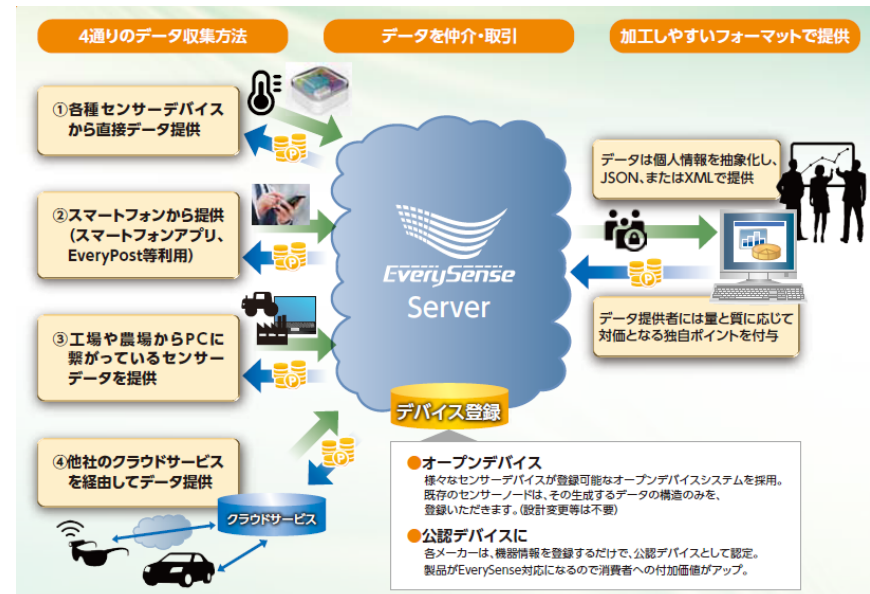 4通りのデータ収集方法
データを仲介・取引
加工しやすいフォーマットで提供
①各種センサーデバイス
から直接データ提供
P
②スマートフォンから提供
（スマートフォンアプリ、
EveryPost等利用）
P
③工場や農場からPCに
繋がっているセンサー
データを提供
P
④他社のクラウドサービス
を経由してデータ提供
P
クラウドサービス
EverySense
Server
デバイス登録
データは個人情報を抽象化し、
JSON、またはXMLで提供
P
データ提供者には量と質に応じて
対価となる独自ポイントを付与
●オープンデバイス
様々なセンサーデバイスが登録可能なオープンデバイスシステムを採用。
既存のセンサーノードは、その生成するデータの構造のみを、
登録いただきます。（設計変更等は不要）
●公認デバイスに
各メーカーは、機器情報を登録するだけで、公認デバイスとして認定。
製品がEverySense対応になるので消費者への付加価値がアップ。